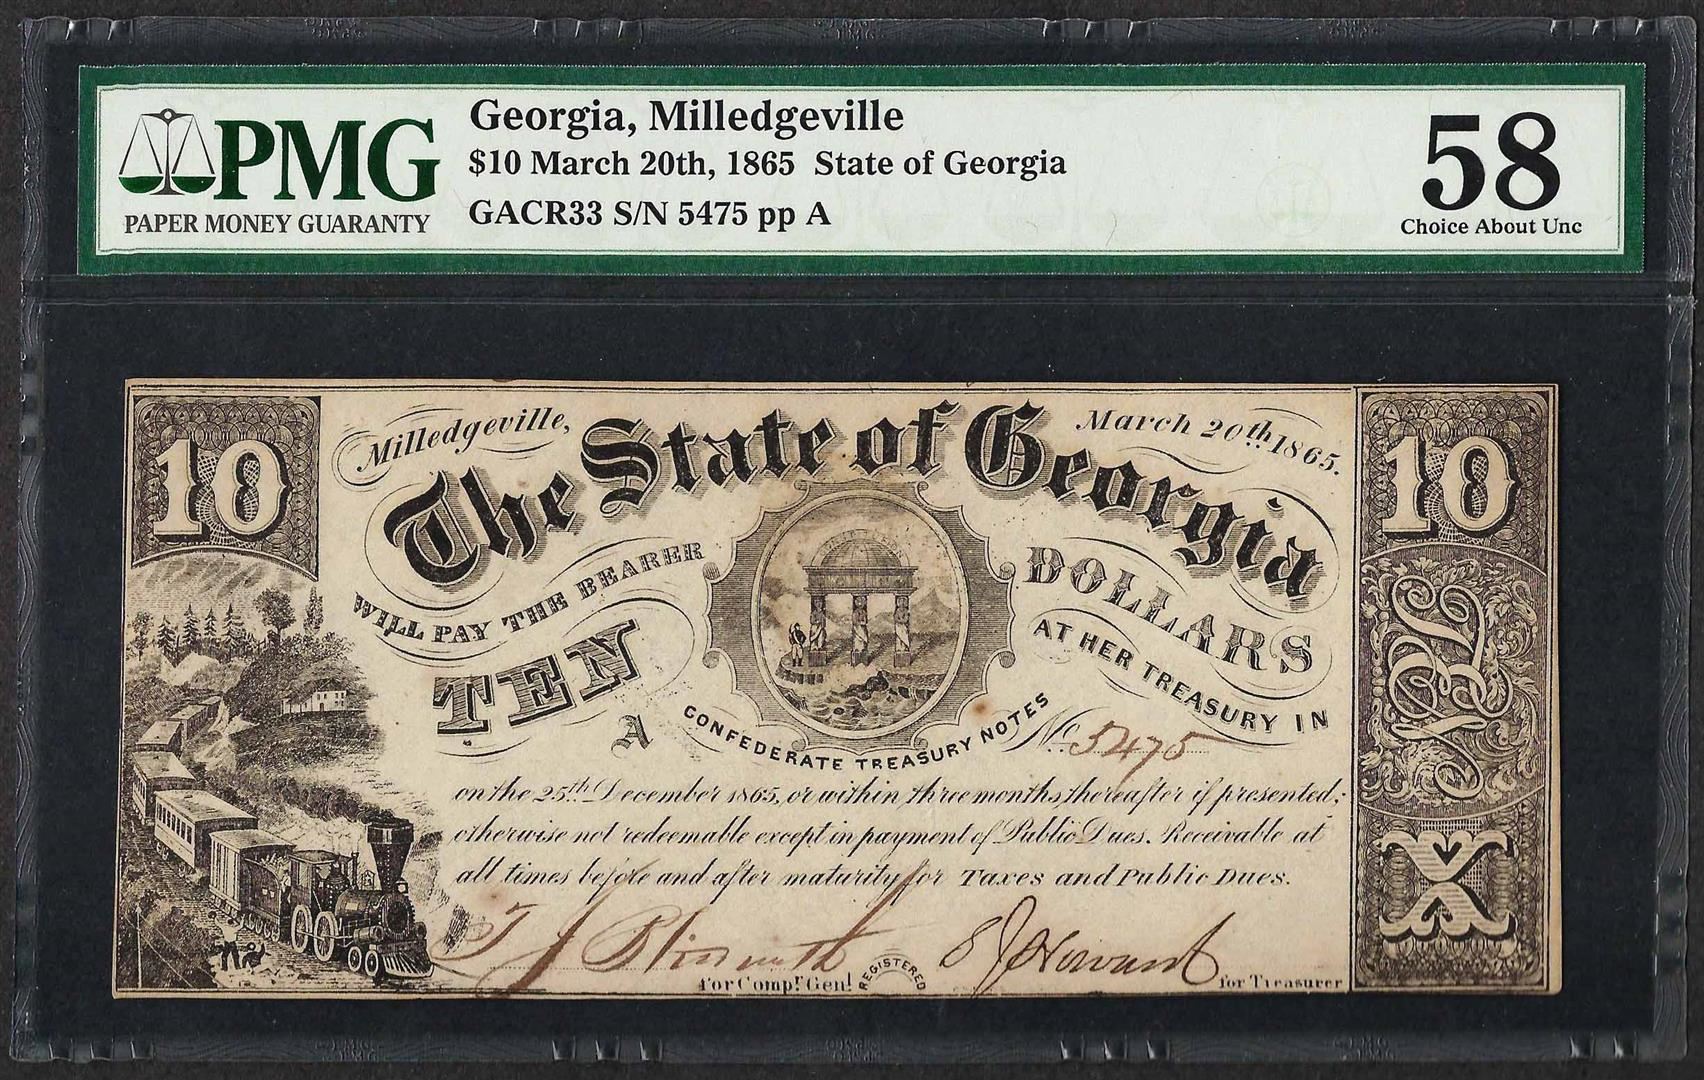 PMG
PAPER MONEY GUARANTY
Georgia, Milledgeville
$10 March 20th, 1865 State of Georgia
GACR33 S/N 5475 pp A
58
Choice About Unc
10
Milledgeville,
March 20th 1865.
10
The State of Georgia
WILL PAY THE BEARER
TEN
DOLLARS
AT HER TREASURY IN
A
CONFEDERATE TREASURY NOTES
No. 5475
on the 25th December 1865, or within three months thereafter if presented;
otherwise not redeemable except in payment of Public Dues. Receivable at
all times before and after maturity for Taxes and Public Dues.
X
for Compt. Genl.
REGISTERED
for Treasurer